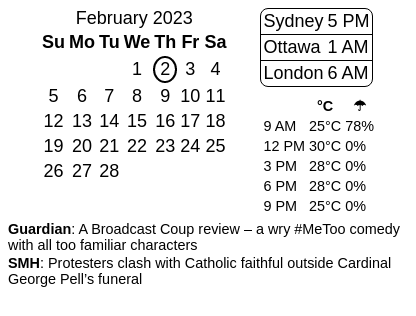 February 2023
Su Mo Tu We Th Fr Sa
1 2 3 4
5 6 7 8 9 10 11
12 13 14 15 16 17 18
19 20 21 22 23 24 25
26 27 28
Sydney 5 PM
Ottawa 1 AM
London 6 AM
°C ☂
9 AM 25°C 78%
12 PM 30°C 0%
3 PM 28°C 0%
6 PM 28°C 0%
9 PM 25°C 0%
Guardian: A Broadcast Coup review – a wry #MeToo comedy
with all too familiar characters
SMH: Protesters clash with Catholic faithful outside Cardinal
George Pell’s funeral